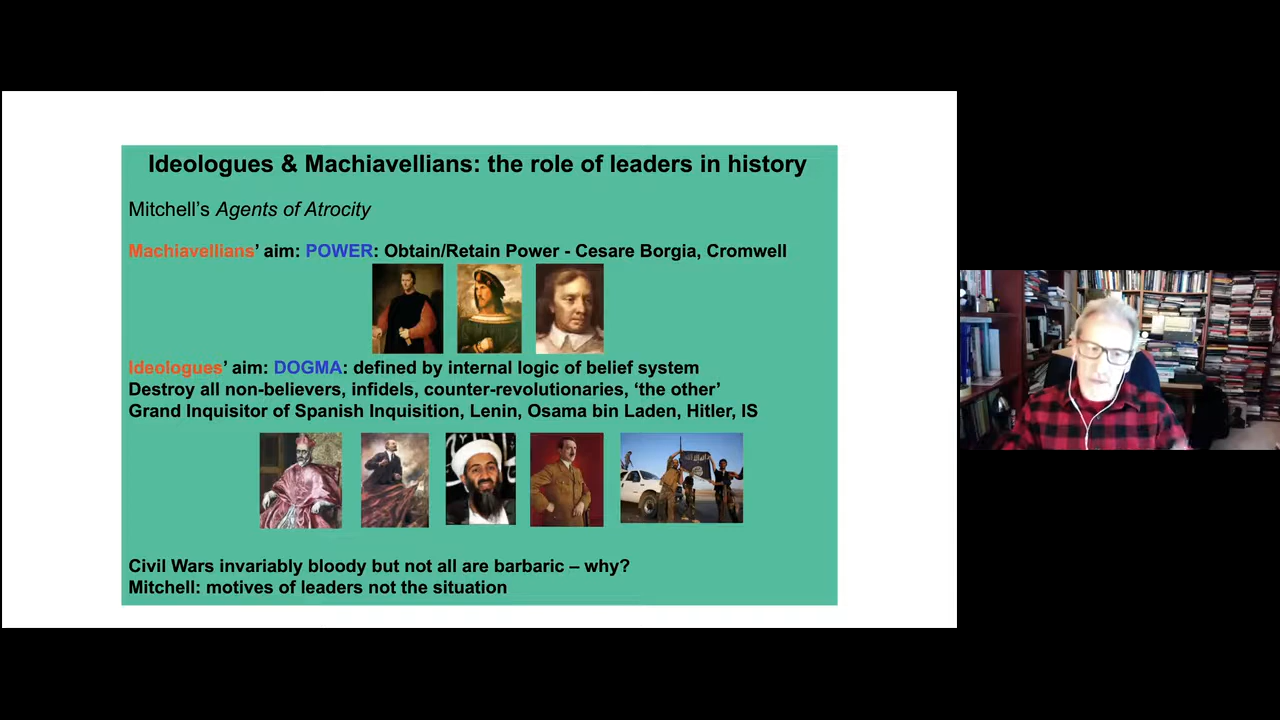 Ideologues & Machiavellians: the role of leaders in history
Mitchell's Agents of Atrocity
Machiavellians' aim: POWER: Obtain/Retain Power - Cesare Borgia, Cromwell
Ideologues' aim: DOGMA: defined by internal logic of belief system
Destroy all non-believers, infidels, counter-revolutionaries, 'the other'
Grand Inquisitor of Spanish Inquisition, Lenin, Osama bin Laden, Hitler, IS
Civil Wars invariably bloody but not all are barbaric – why?
Mitchell: motives of leaders not the situation